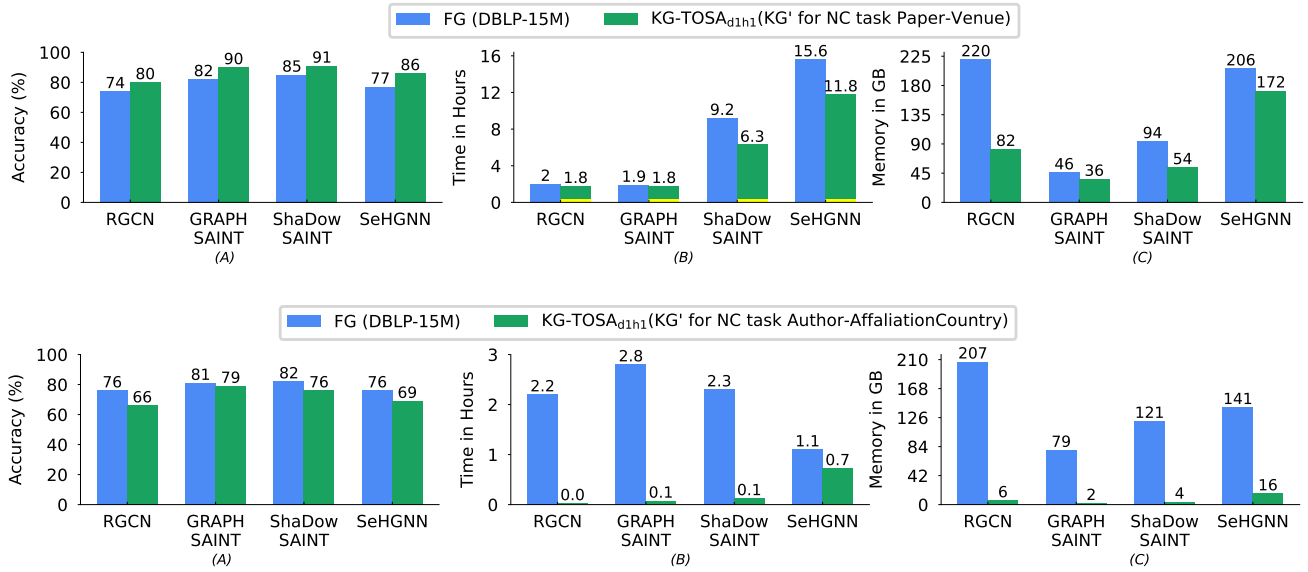 FG (DBLP-15M) KG-TOSAd1h1(KG' for NC task Paper-Venue)
Accuracy (%)
100
80
60
40
20
0
74 80 82 90 85 91 77 86
RGCN GRAPH SAINT ShaDow SAINT SeHGNN
(A)
Time in Hours
16
12
8
4
0
2 1.8 1.9 1.8 9.2 6.3 15.6 11.8
RGCN GRAPH SAINT ShaDow SAINT SeHGNN
(B)
Memory in GB
225
180
135
90
45
0
220 82 46 36 94 54 206 172
RGCN GRAPH SAINT ShaDow SAINT SeHGNN
(C)
FG (DBLP-15M) KG-TOSAd1h1(KG' for NC task Author-AffaliationCountry)
Accuracy (%)
100
80
60
40
20
0
76 66 81 79 82 76 76 69
RGCN GRAPH SAINT ShaDow SAINT SeHGNN
(A)
Time in Hours
3
2
1
0
2.2 0.0 2.8 0.1 2.3 0.1 1.1 0.7
RGCN GRAPH SAINT ShaDow SAINT SeHGNN
(B)
Memory in GB
210
168
126
84
42
0
207 6 79 2 121 4 141 16
RGCN GRAPH SAINT ShaDow SAINT SeHGNN
(C)